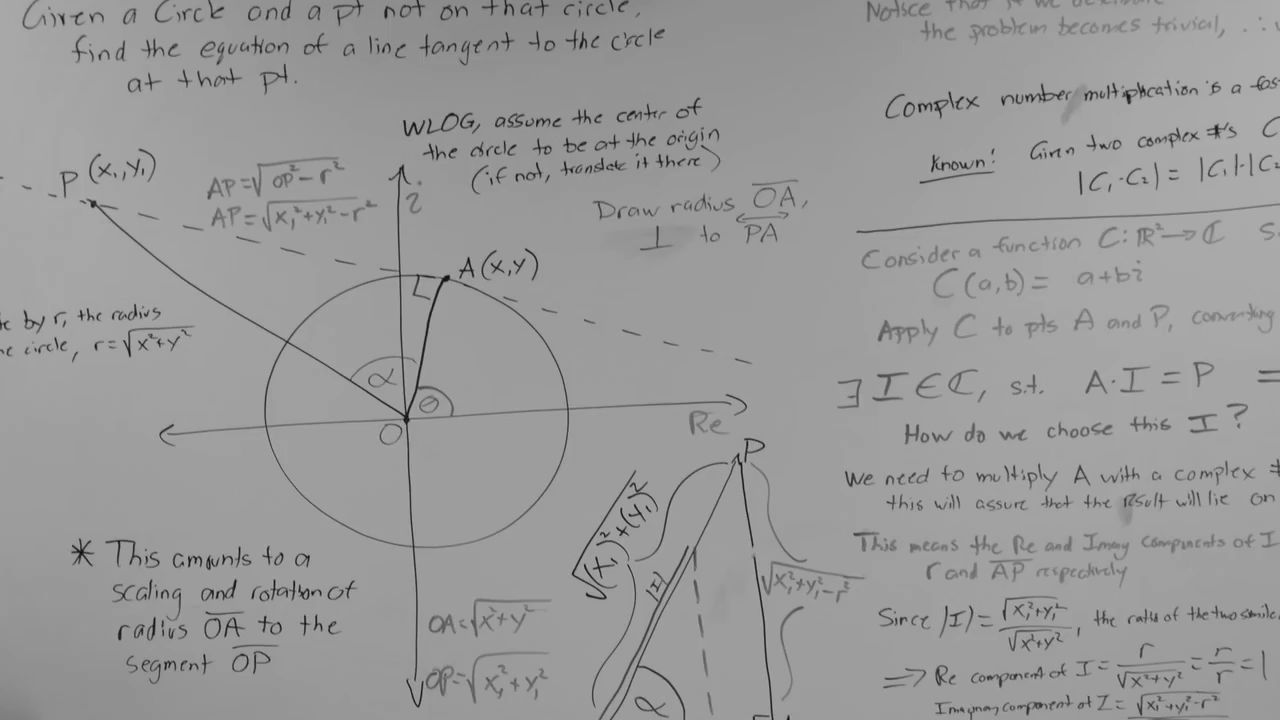 Given a Circle and a pt not on that circle,
find the equation of a line tangent to the circle
at that pt.
WLOG, assume the center of
the circle to be at the origin
(if not, translate it there)
P (x₁,y₁)
AP=√OP²-r²
AP=√x₁²+y₁²-r²
i
Draw radius OA,
⊥ to PA
A(x,y)
by r, the radius
circle, r=√x²+y²
α
θ
O
Re
* This amounts to a
scaling and rotation of
radius OA to the
segment OP
OA=√x²+y²
OP=√x₁²+y₁²
P
√(x₁)²+(y₁)²
|I|
√x₁²+y₁²-r²
α
Notice that if we
the problem becomes trivial, ∴
Complex number multiplication is a
Known: Given two complex #'s C
|C₁·C₂| = |C₁|·|C₂
Consider a function C: ℝ²→ℂ
C(a,b) = a+bi
Apply C to pts A and P, converting
∃ I ∈ ℂ, s.t. A·I = P =
How do we choose this I?
We need to multiply A with a complex
this will assure that the result will lie on
This means the Re and Imag components of I
r and AP respectively
Since |I| = √x₁²+y₁² / √x²+y², the ratio of the two
⟹ Re component of I = r/√x²+y² = r/r = 1
Imaginary component of I = √x₁²+y₁²-r²